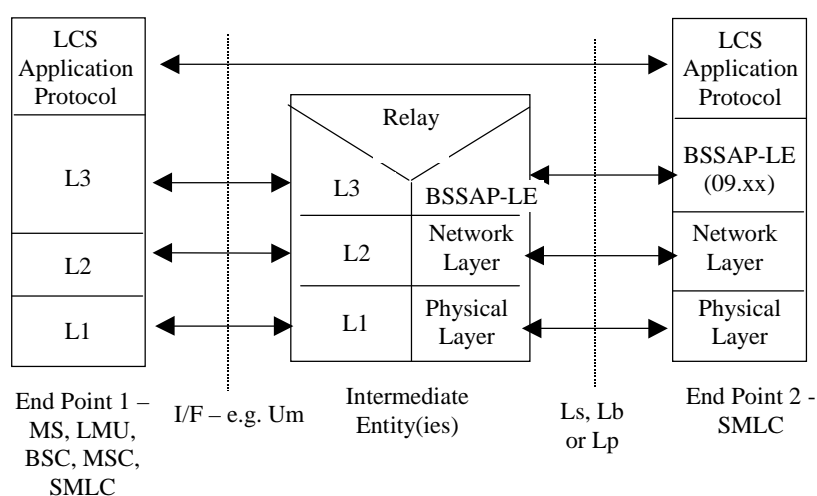 LCS
Application
Protocol
L3
L2
L1
End Point 1 –
MS, LMU,
BSC, MSC,
SMLC
I/F – e.g. Um
Relay
L3
BSSAP-LE
L2
Network
Layer
L1
Physical
Layer
Intermediate
Entity(ies)
Ls, Lb
or Lp
LCS
Application
Protocol
BSSAP-LE
(09.xx)
Network
Layer
Physical
Layer
End Point 2 -
SMLC